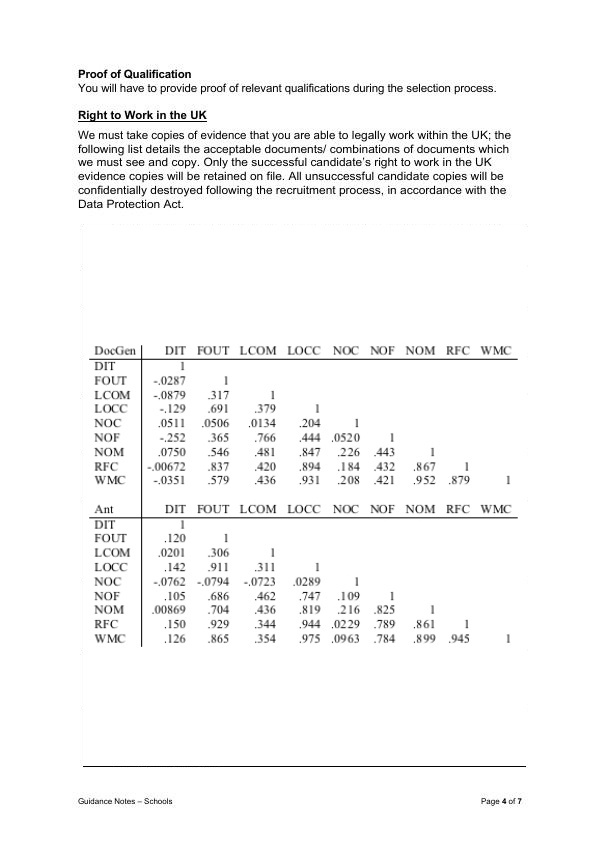 Proof of Qualification
You will have to provide proof of relevant qualifications during the selection process.
Right to Work in the UK
We must take copies of evidence that you are able to legally work within the UK; the
following list details the acceptable documents/ combinations of documents which
we must see and copy. Only the successful candidate's right to work in the UK
evidence copies will be retained on file. All unsuccessful candidate copies will be
confidentially destroyed following the recruitment process, in accordance with the
Data Protection Act.
DocGen DIT FOUT LCOM LOCC NOC NOF NOM RFC WMC
DIT 1
FOUT -.0287 1
LCOM -.0879 .317 1
LOCC -.129 .691 .379 1
NOC .0511 .0506 .0134 .204 1
NOF -.252 .365 .766 .444 .0520 1
NOM .0750 .546 .481 .847 .226 .443 1
RFC -.00672 .837 .420 .894 .184 .432 .867 1
WMC -.0351 .579 .436 .931 .208 .421 .952 .879 1
Ant DIT FOUT LCOM LOCC NOC NOF NOM RFC WMC
DIT 1
FOUT .120 1
LCOM .0201 .306 1
LOCC .142 .911 .311 1
NOC -.0762 -.0794 -.0723 .0289 1
NOF .105 .686 .462 .747 .109 1
NOM .00869 .704 .436 .819 .216 .825 1
RFC .150 .929 .344 .944 .0229 .789 .861 1
WMC .126 .865 .354 .975 .0963 .784 .899 .945 1
Guidance Notes – Schools Page 4 of 7